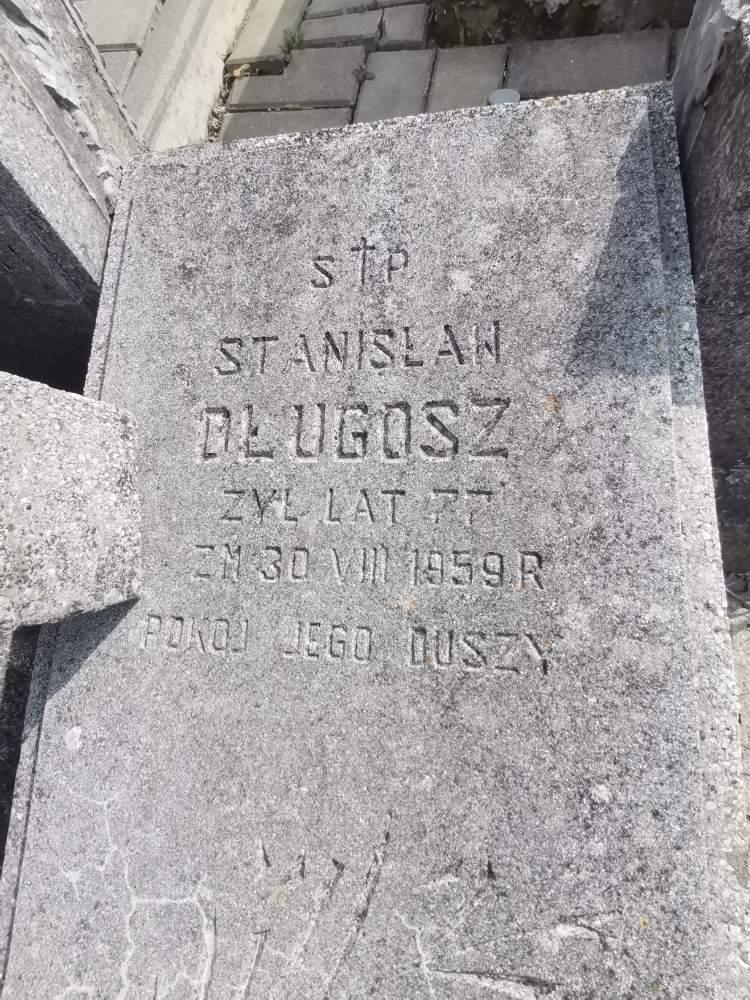 S†P
STANISŁAW
DŁUGOSZ
ŻYŁ LAT 77
ZM 30 VIII 1959 R
POKÓJ JEGO DUSZY